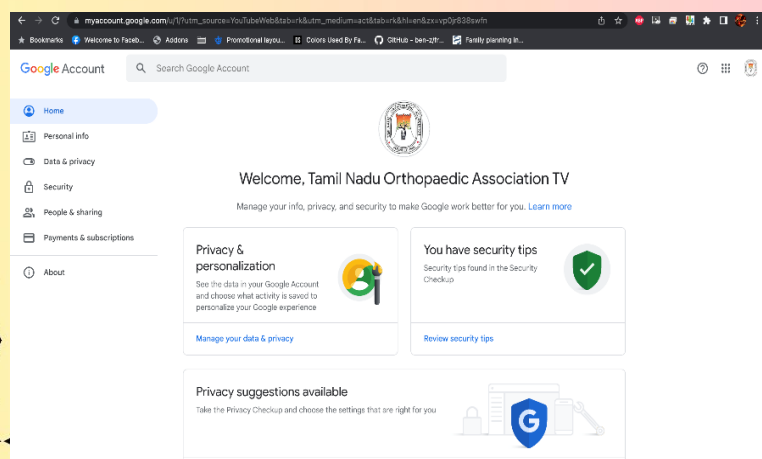 myaccount.google.com/u/1/?utm_source=YouTubeWeb&tab=rk&utm_medium=act&tab=rk&hl=en&zx=vp0jr838swfn
Bookmarks Welcome to Faceb... Addons Promotional layou... Colors Used By Fa... GitHub - ben-z/fr... Family planning in...
Google Account
Search Google Account
Home
Personal info
Data & privacy
Security
People & sharing
Payments & subscriptions
About
Welcome, Tamil Nadu Orthopaedic Association TV
Manage your info, privacy, and security to make Google work better for you. Learn more
Privacy &
personalization
See the data in your Google Account
and choose what activity is saved to
personalize your Google experience
Manage your data & privacy
You have security tips
Security tips found in the Security
Checkup
Review security tips
Privacy suggestions available
Take the Privacy Checkup and choose the settings that are right for you
G